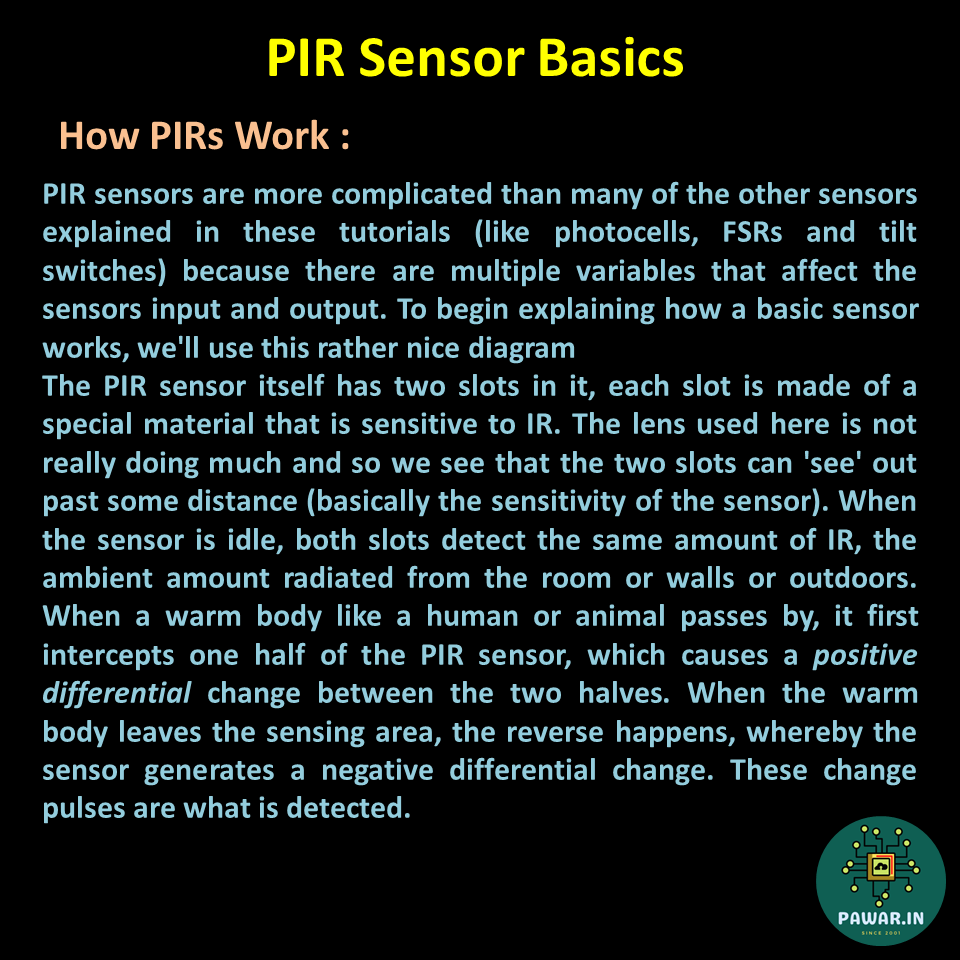 PIR Sensor Basics
How PIRs Work :
PIR sensors are more complicated than many of the other sensors
explained in these tutorials (like photocells, FSRs and tilt
switches) because there are multiple variables that affect the
sensors input and output. To begin explaining how a basic sensor
works, we'll use this rather nice diagram
The PIR sensor itself has two slots in it, each slot is made of a
special material that is sensitive to IR. The lens used here is not
really doing much and so we see that the two slots can 'see' out
past some distance (basically the sensitivity of the sensor). When
the sensor is idle, both slots detect the same amount of IR, the
ambient amount radiated from the room or walls or outdoors.
When a warm body like a human or animal passes by, it first
intercepts one half of the PIR sensor, which causes a positive
differential change between the two halves. When the warm
body leaves the sensing area, the reverse happens, whereby the
sensor generates a negative differential change. These change
pulses are what is detected.
PAWAR.IN
SINCE 2001